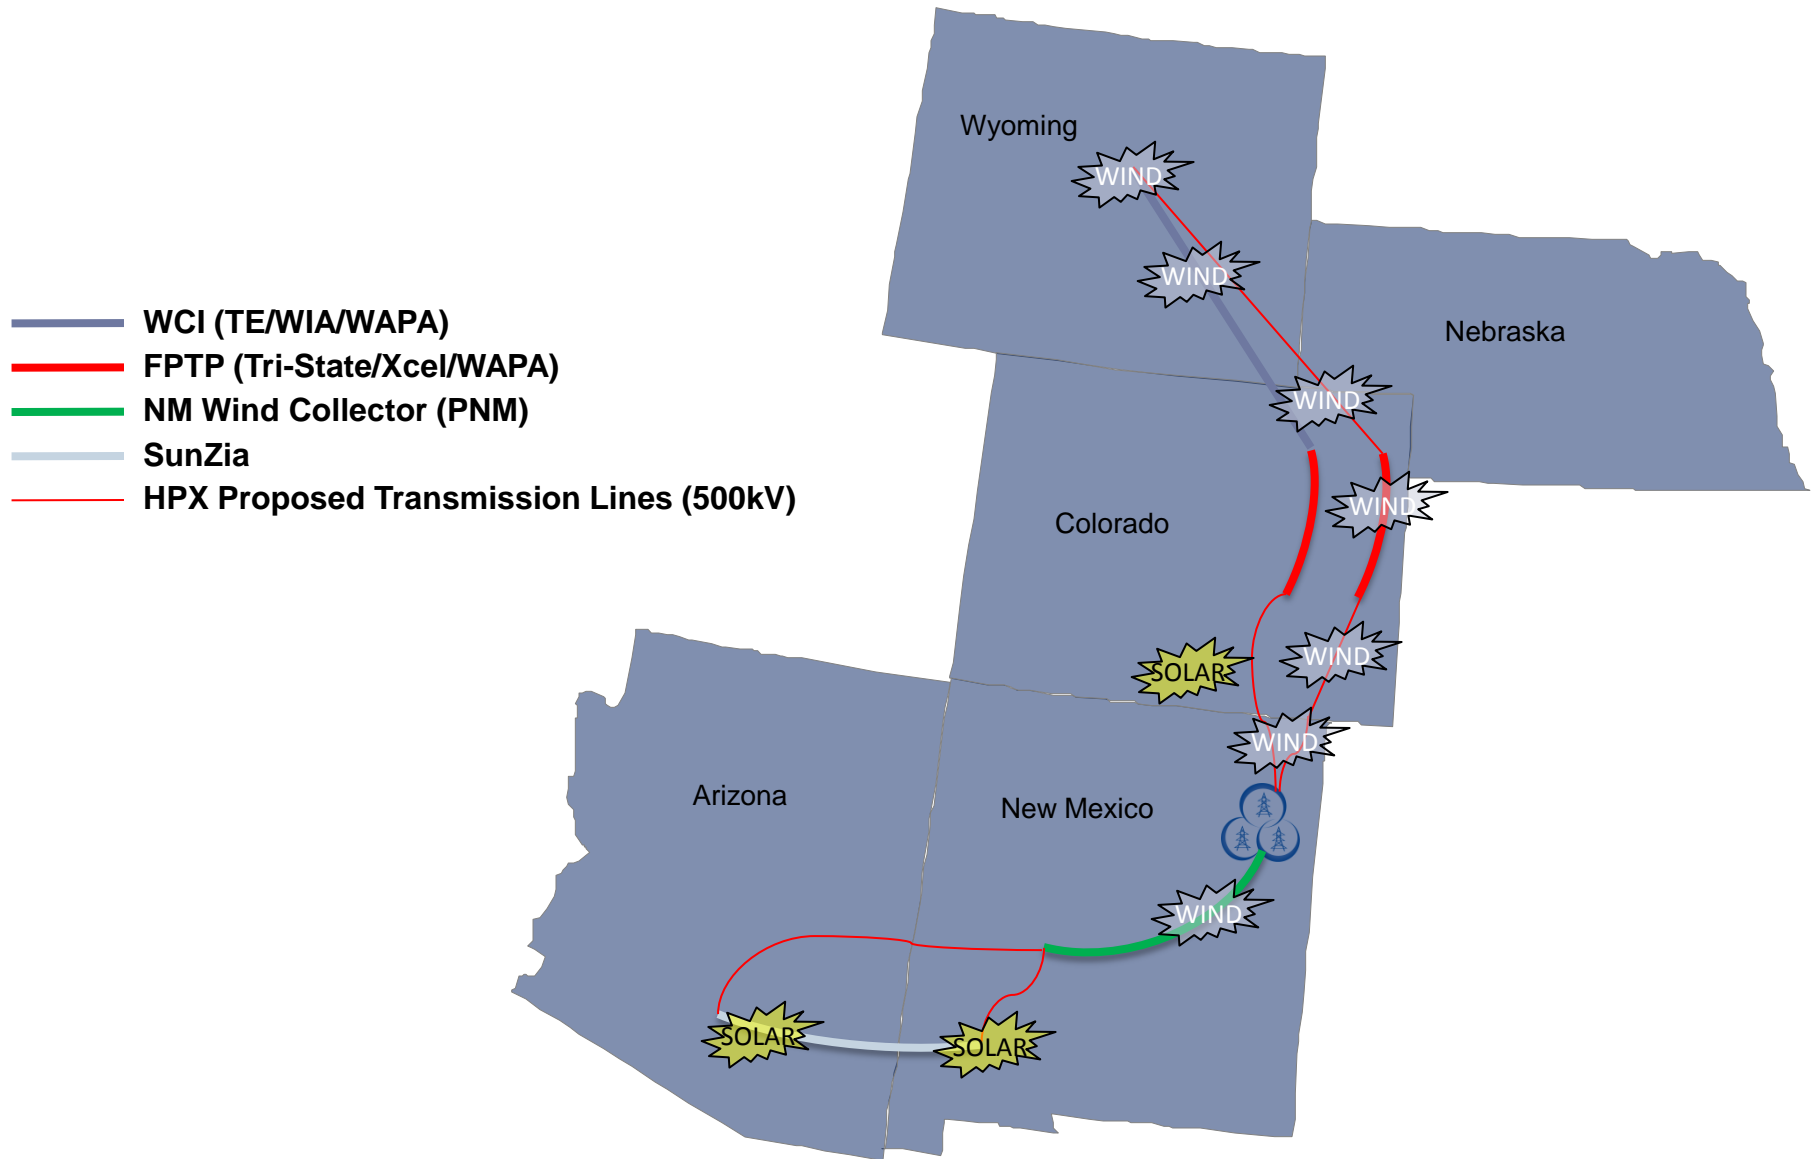 Wyoming
WIND
WIND
Nebraska
WCI (TE/WIA/WAPA)
FPTP (Tri-State/Xcel/WAPA)
NM Wind Collector (PNM)
SunZia
HPX Proposed Transmission Lines (500kV)
WIND
WIND
Colorado
WIND
SOLAR
WIND
Arizona
New Mexico
WIND
SOLAR
SOLAR